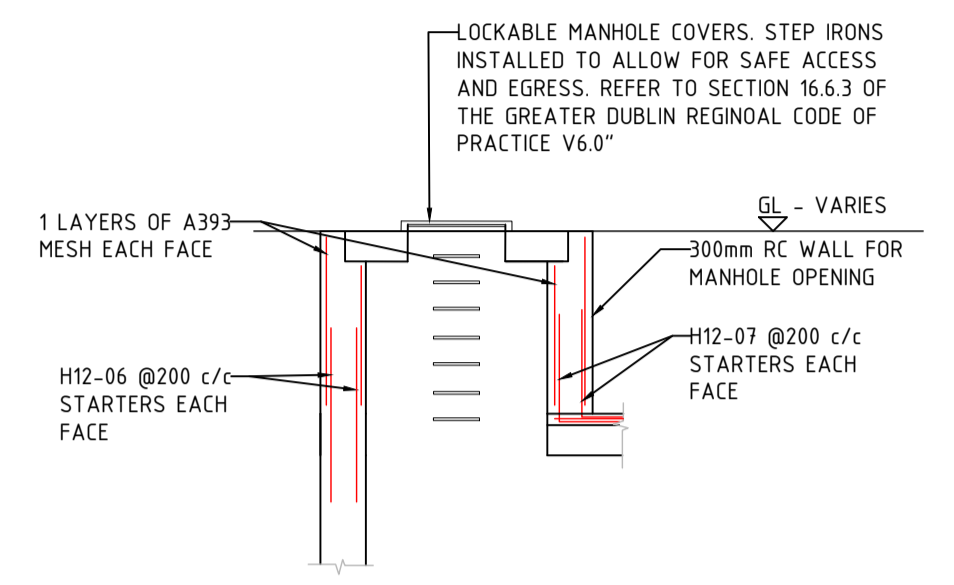 LOCKABLE MANHOLE COVERS. STEP IRONS
INSTALLED TO ALLOW FOR SAFE ACCESS
AND EGRESS. REFER TO SECTION 16.6.3 OF
THE GREATER DUBLIN REGINOAL CODE OF
PRACTICE V6.0"
GL - VARIES
1 LAYERS OF A393
MESH EACH FACE
300mm RC WALL FOR
MANHOLE OPENING
H12-06 @200 c/c
STARTERS EACH
FACE
H12-07 @200 c/c
STARTERS EACH
FACE